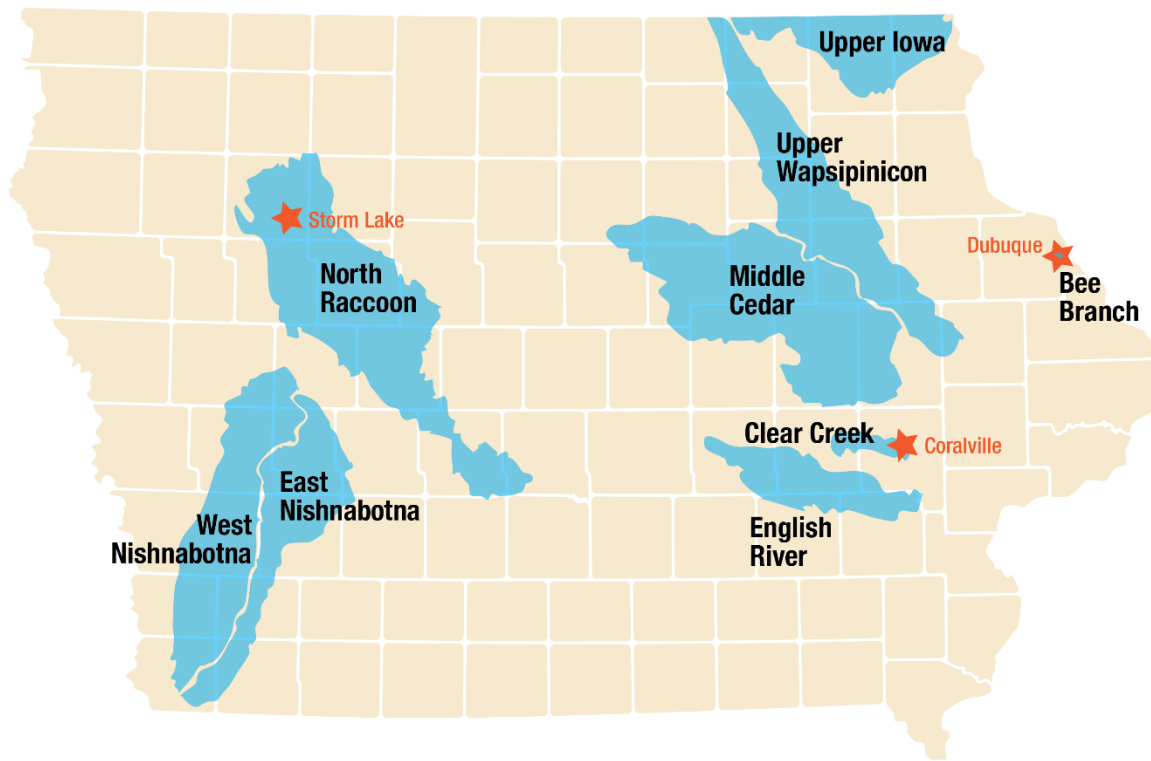 Upper Iowa
Upper
Wapsipinicon
Storm Lake
Dubuque
North
Raccoon
Middle
Cedar
Bee
Branch
Clear Creek
Coralville
East
Nishnabotna
West
Nishnabotna
English
River